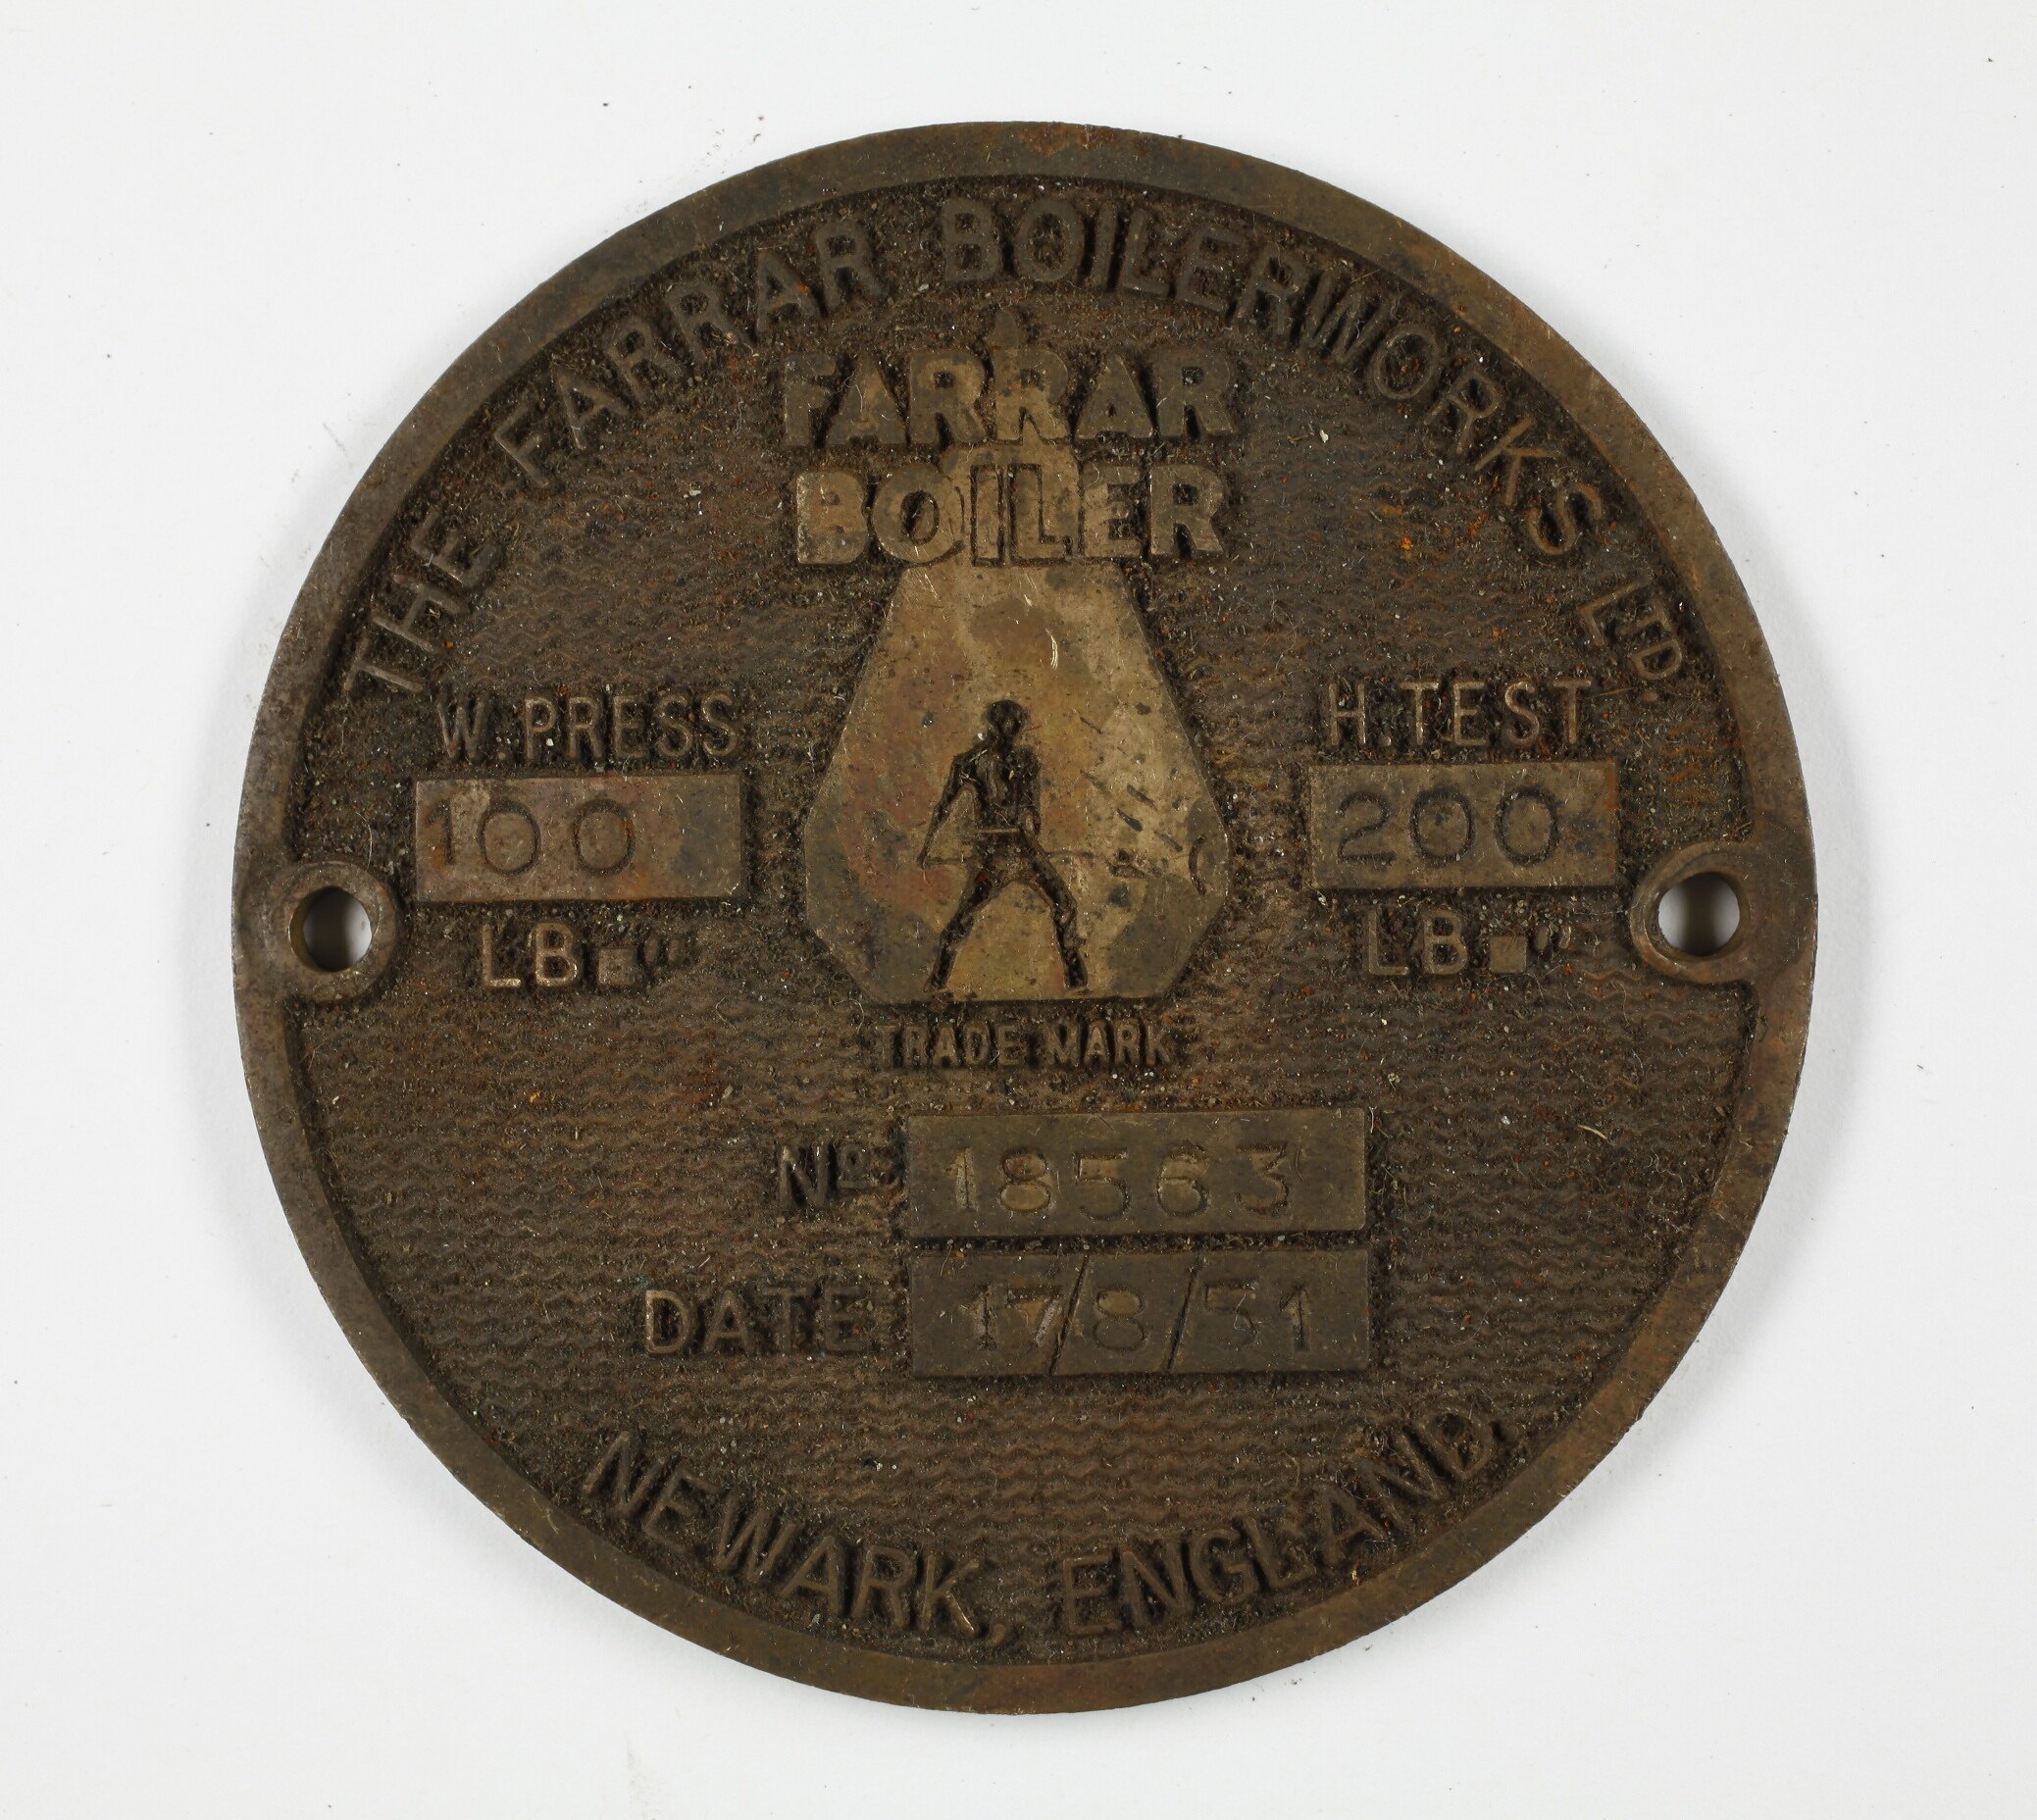 THE FARRAR BOILERWORKS LTD.
FARRAR
BOILER
W.PRESS
100
LB■"
H.TEST
200
LB■"
TRADE MARK
Nº 18563
DATE 17/8/51
NEWARK, ENGLAND.